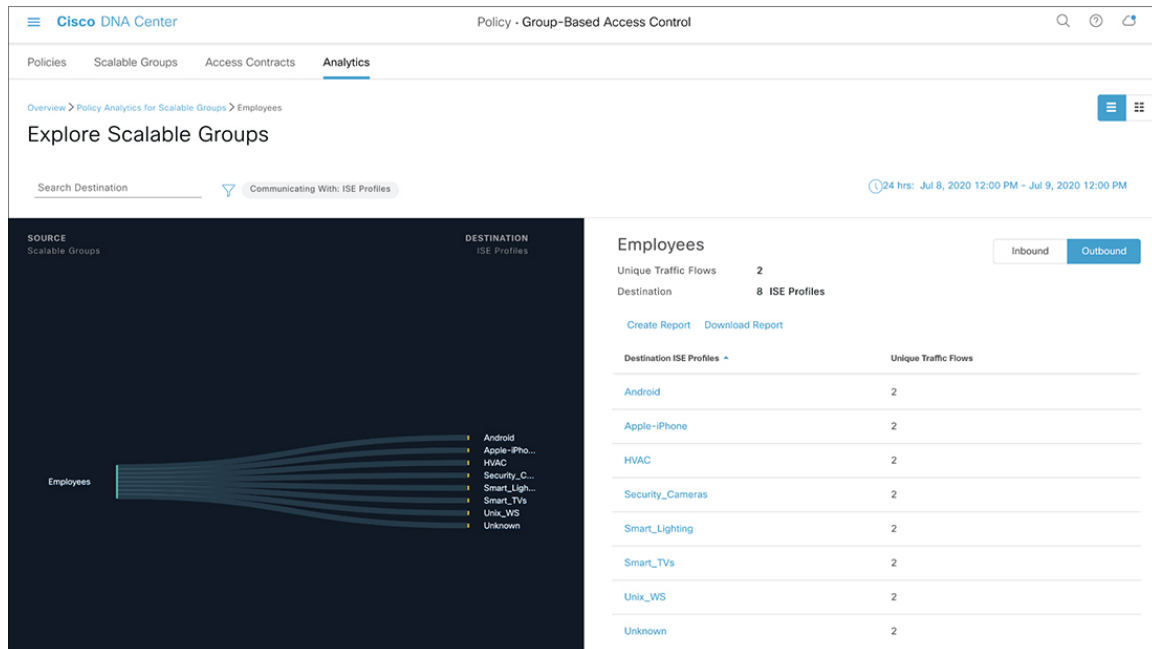 Cisco DNA Center
Policy · Group-Based Access Control
Policies Scalable Groups Access Contracts Analytics
Overview > Policy Analytics for Scalable Groups > Employees
Explore Scalable Groups
Search Destination Communicating With: ISE Profiles 24 hrs: Jul 8, 2020 12:00 PM - Jul 9, 2020 12:00 PM
SOURCE
Scalable Groups
DESTINATION
ISE Profiles
Employees
Android
Apple-iPho...
HVAC
Security_C...
Smart_Ligh...
Smart_TVs
Unix_WS
Unknown
Employees
Inbound Outbound
Unique Traffic Flows 2
Destination 8 ISE Profiles
Create Report Download Report
Destination ISE Profiles Unique Traffic Flows
Android 2
Apple-iPhone 2
HVAC 2
Security_Cameras 2
Smart_Lighting 2
Smart_TVs 2
Unix_WS 2
Unknown 2